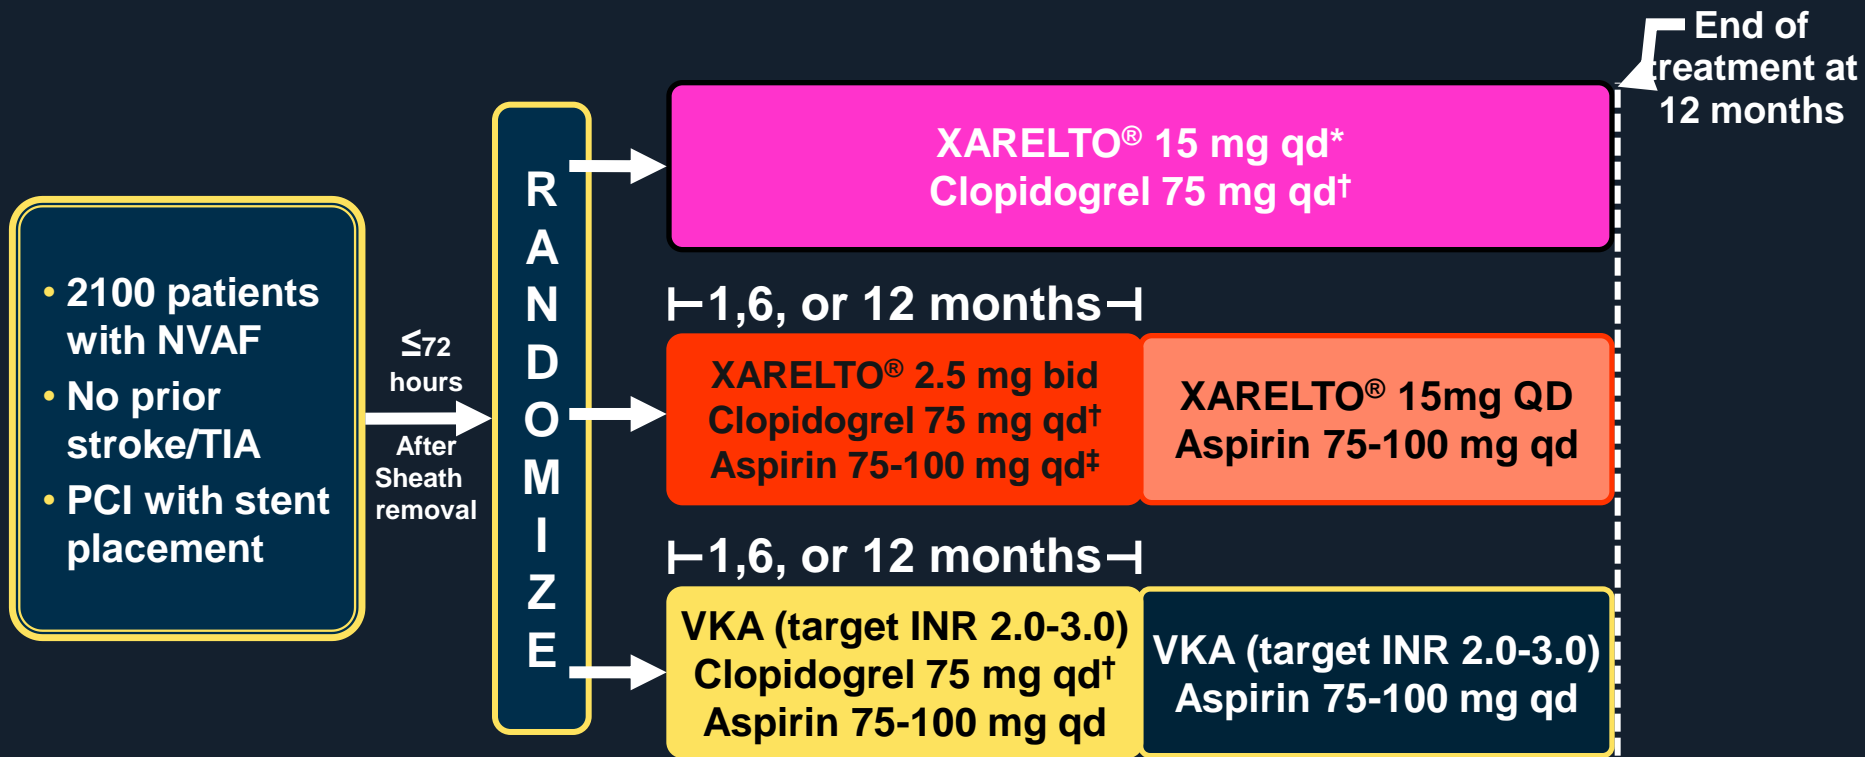 End of
treatment at
12 months
XARELTO® 15 mg qd*
Clopidogrel 75 mg qd†
• 2100 patients
with NVAF
• No prior
stroke/TIA
• PCI with stent
placement
≤72
hours
After
Sheath
removal
R
A
N
D
O
M
I
Z
E
1,6, or 12 months
XARELTO® 2.5 mg bid
Clopidogrel 75 mg qd†
Aspirin 75-100 mg qd‡
XARELTO® 15mg QD
Aspirin 75-100 mg qd
1,6, or 12 months
VKA (target INR 2.0-3.0)
Clopidogrel 75 mg qd†
Aspirin 75-100 mg qd
VKA (target INR 2.0-3.0)
Aspirin 75-100 mg qd